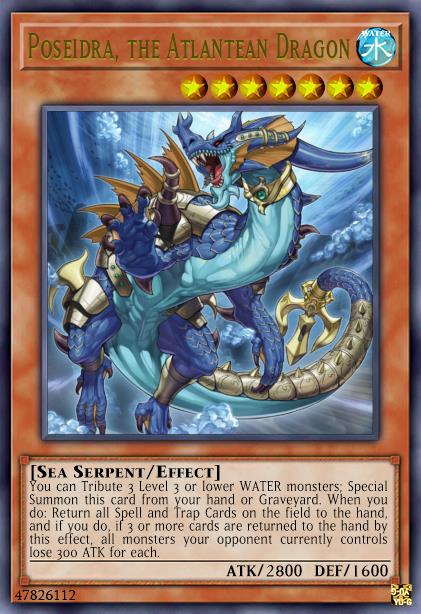 POSEIDRA, THE ATLANTEAN DRAGON
WATER
水
[SEA SERPENT/EFFECT]
You can Tribute 3 Level 3 or lower WATER monsters; Special
Summon this card from your hand or Graveyard. When you
do: Return all Spell and Trap Cards on the field to the hand,
and if you do, if 3 or more cards are returned to the hand by
this effect, all monsters your opponent currently controls
lose 300 ATK for each.
ATK/2800 DEF/1600
47826112